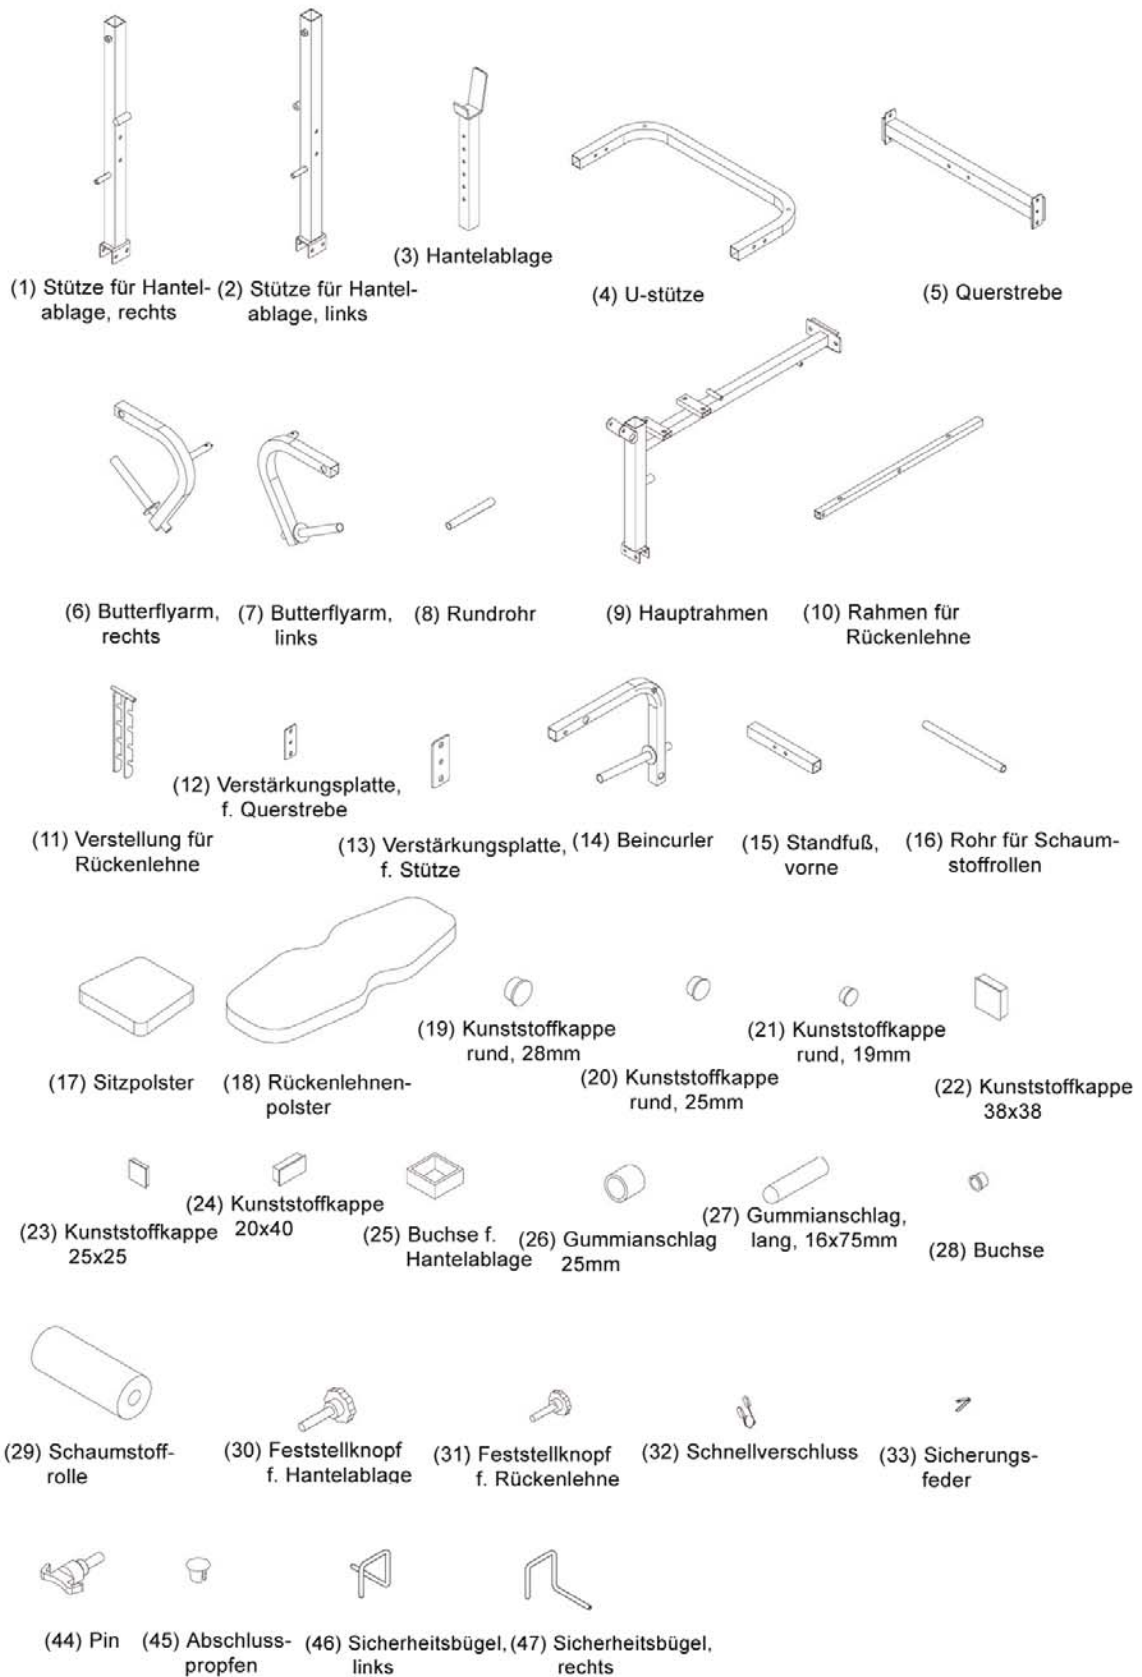 (3) Hantelablage
(1) Stütze für Hantel-
ablage, rechts
(2) Stütze für Hantel-
ablage, links
(4) U-stütze
(5) Querstrebe
(6) Butterflyarm,
rechts
(7) Butterflyarm,
links
(8) Rundrohr
(9) Hauptrahmen
(10) Rahmen für
Rückenlehne
(11) Verstellung für
Rückenlehne
(12) Verstärkungsplatte,
f. Querstrebe
(13) Verstärkungsplatte,
f. Stütze
(14) Beincurler
(15) Standfuß,
vorne
(16) Rohr für Schaum-
stoffrollen
(17) Sitzpolster
(18) Rückenlehnen-
polster
(19) Kunststoffkappe
rund, 28mm
(20) Kunststoffkappe
rund, 25mm
(21) Kunststoffkappe
rund, 19mm
(22) Kunststoffkappe
38x38
(23) Kunststoffkappe
25x25
(24) Kunststoffkappe
20x40
(25) Buchse f.
Hantelablage
(26) Gummianschlag
25mm
(27) Gummianschlag,
lang, 16x75mm
(28) Buchse
(29) Schaumstoff-
rolle
(30) Feststellknopf
f. Hantelablage
(31) Feststellknopf
f. Rückenlehne
(32) Schnellverschluss
(33) Sicherungs-
feder
(44) Pin
(45) Abschluss-
propfen
(46) Sicherheitsbügel,
links
(47) Sicherheitsbügel,
rechts